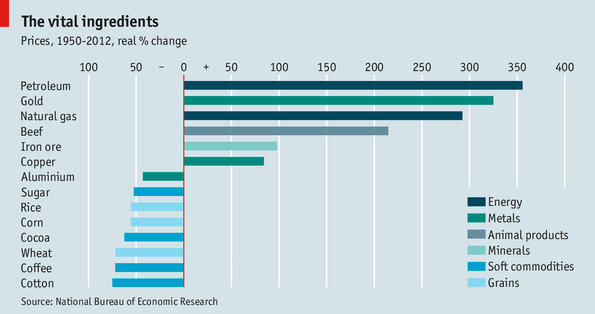 The vital ingredients
Prices, 1950-2012, real % change
100 50 – 0 + 50 100 150 200 250 300 350 400
Petroleum
Gold
Natural gas
Beef
Iron ore
Copper
Aluminium
Sugar
Rice
Corn
Cocoa
Wheat
Coffee
Cotton
Energy
Metals
Animal products
Minerals
Soft commodities
Grains
Source: National Bureau of Economic Research